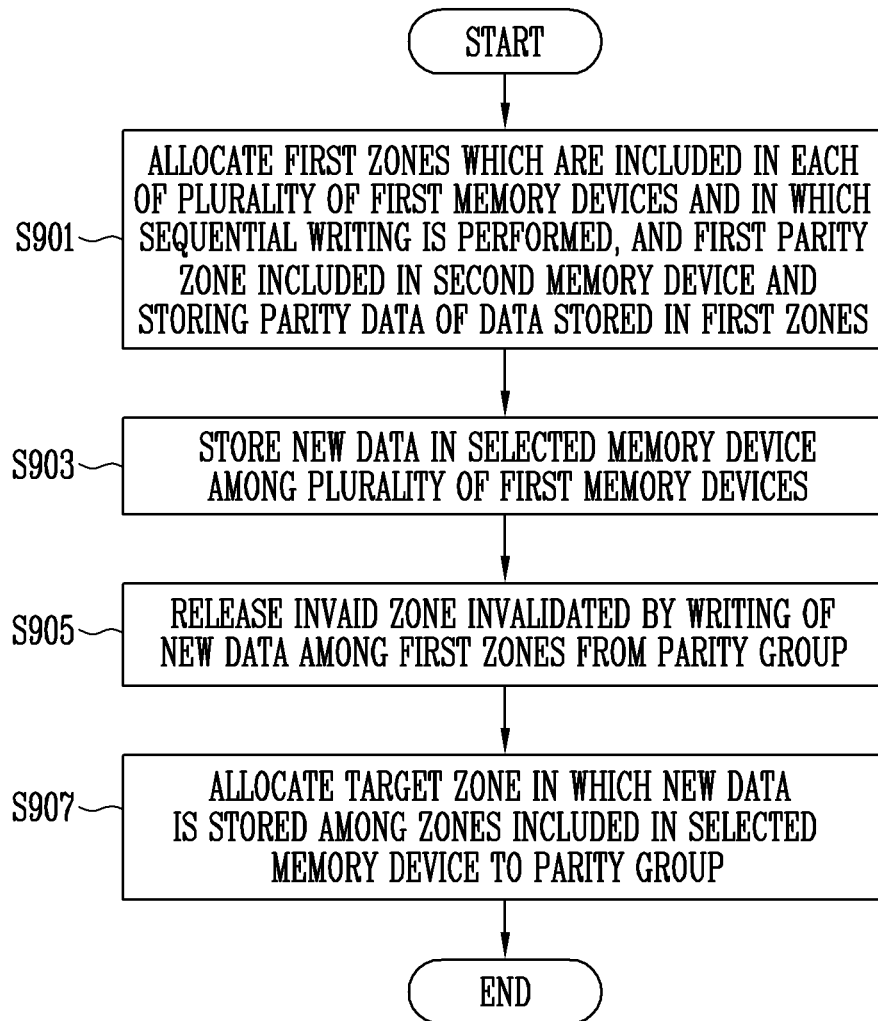 START
ALLOCATE FIRST ZONES WHICH ARE INCLUDED IN EACH
OF PLURALITY OF FIRST MEMORY DEVICES AND IN WHICH
S901
SEQUENTIAL WRITING IS PERFORMED, AND FIRST PARITY
ZONE INCLUDED IN SECOND MEMORY DEVICE AND
STORING PARITY DATA OF DATA STORED IN FIRST ZONES
S903
STORE NEW DATA IN SELECTED MEMORY DEVICE
AMONG PLURALITY OF FIRST MEMORY DEVICES
S905
RELEASE INVAID ZONE INVALIDATED BY WRITING OF
NEW DATA AMONG FIRST ZONES FROM PARITY GROUP
S907
ALLOCATE TARGET ZONE IN WHICH NEW DATA
IS STORED AMONG ZONES INCLUDED IN SELECTED
MEMORY DEVICE TO PARITY GROUP
END